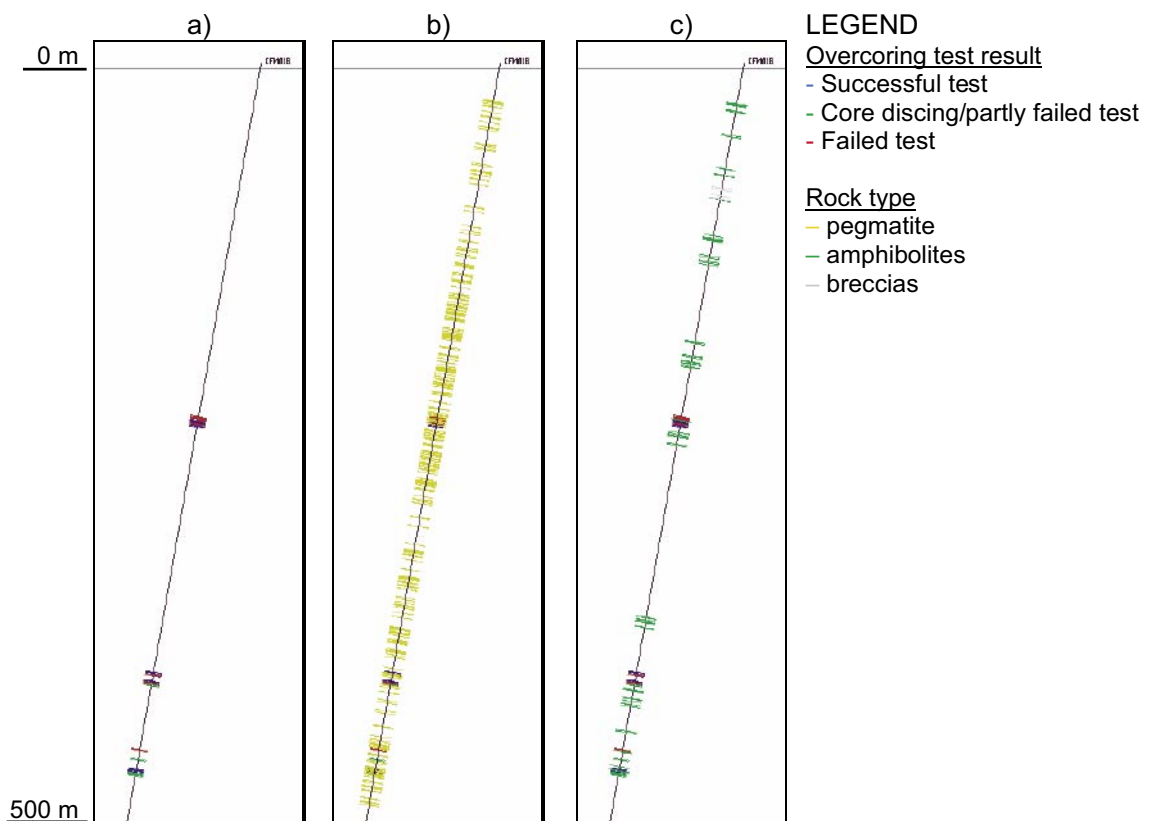 a)
b)
c)
LEGEND
0 m
Overcoring test result
- Successful test
- Core discing/partly failed test
- Failed test
Rock type
– pegmatite
– amphibolites
– breccias
500 m